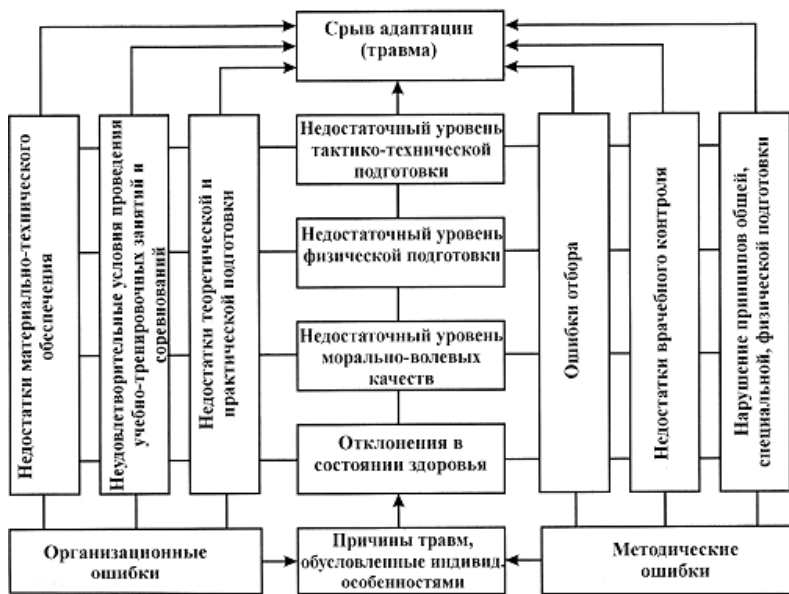 Срыв адаптации
(травма)
Недостатки материально-технического
обеспечения
Неудовлетворительные условия проведения
учебно-тренировочных занятий и
соревнований
Недостатки теоретической и
практической подготовки
Недостаточный уровень
тактико-технической
подготовки
Недостаточный уровень
физической подготовки
Недостаточный уровень
морально-волевых
качеств
Отклонения в
состоянии здоровья
Ошибки отбора
Недостатки врачебного контроля
Нарушение принципов общей,
специальной, физической подготовки
Организационные
ошибки
Причины травм,
обусловленные индивид.
особенностями
Методические
ошибки